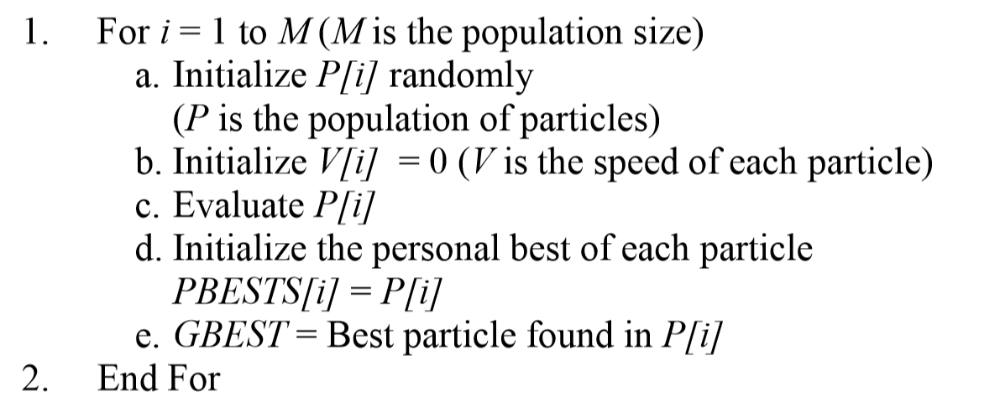 1. For i = 1 to M (M is the population size)
a. Initialize P[i] randomly
(P is the population of particles)
b. Initialize V[i] = 0 (V is the speed of each particle)
c. Evaluate P[i]
d. Initialize the personal best of each particle
PBESTS[i] = P[i]
e. GBEST = Best particle found in P[i]
2. End For